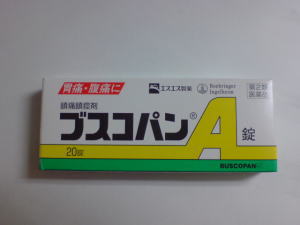 胃痛・腹痛に
エスエス製薬
Boehringer
Ingelheim
第2類
医薬品
鎮痛鎮痙剤
ブスコパン® A 錠
20錠
BUSCOPAN-A